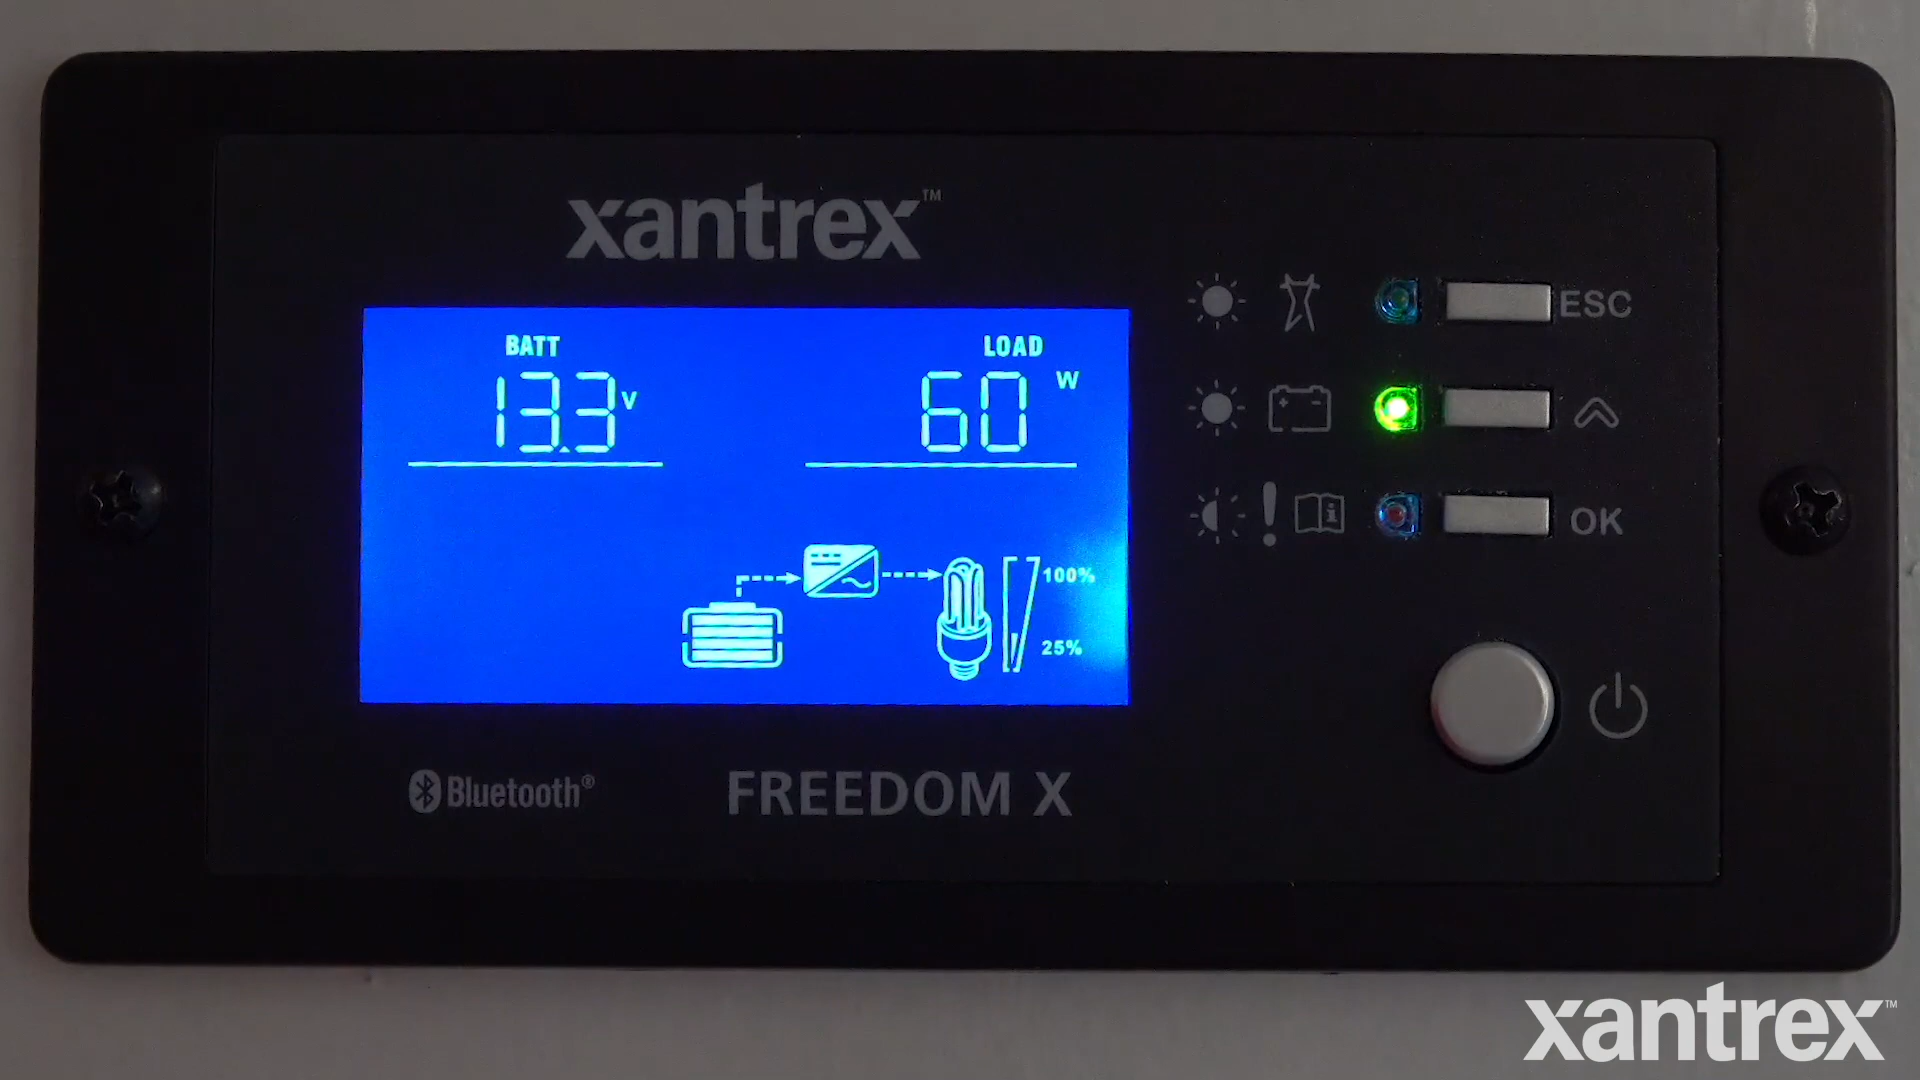 xantrex™
BATT
13.3 V
LOAD
60 W
100%
25%
ESC
OK
Bluetooth®
FREEDOM X
xantrex™